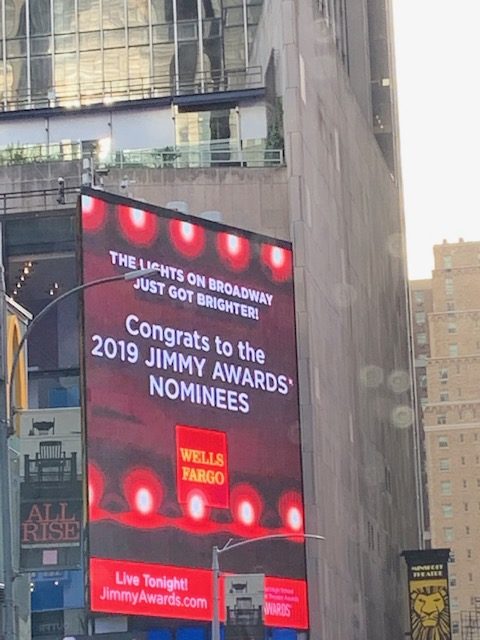 THE LIGHTS ON BROADWAY
JUST GOT BRIGHTER!
Congrats to the
2019 JIMMY AWARDS
NOMINEES
WELLS
FARGO
Live Tonight!
JimmyAwards.com
AWARDS
ALL
RISE
MINSKOFF
THEATRE